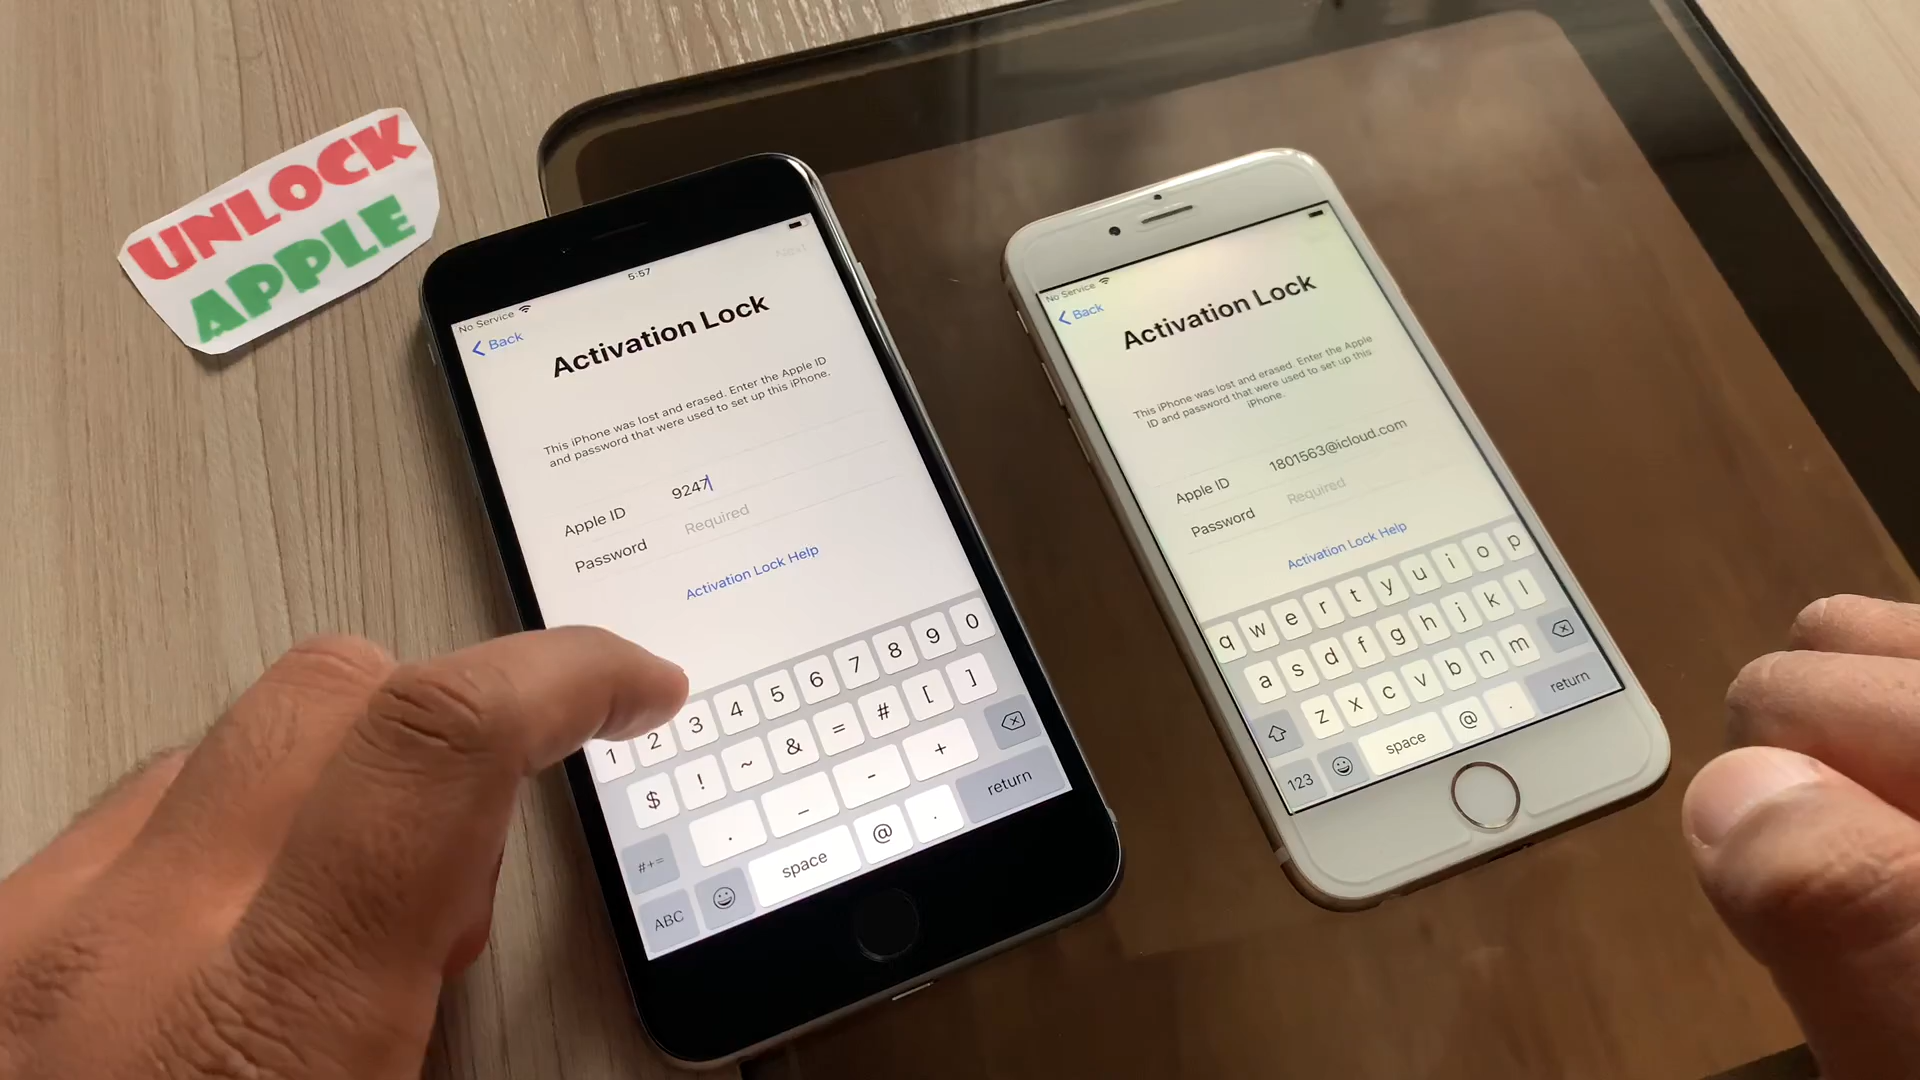 UNLOCK
APPLE
No Service
5:57
Next
Back
Activation Lock
This iPhone was lost and erased. Enter the Apple ID
and password that were used to set up this iPhone.
Apple ID 9247
Password Required
Activation Lock Help
1 2 3 4 5 6 7 8 9 0
$ ! ~ & = # [ ]
#+= . _ - +
ABC space @ . return
No Service
Back
Activation Lock
This iPhone was lost and erased. Enter the Apple
ID and password that were used to set up this
iPhone.
Apple ID 1801563@icloud.com
Password Required
Activation Lock Help
q w e r t y u i o p
a s d f g h j k l
z x c v b n m
123 space @ . return